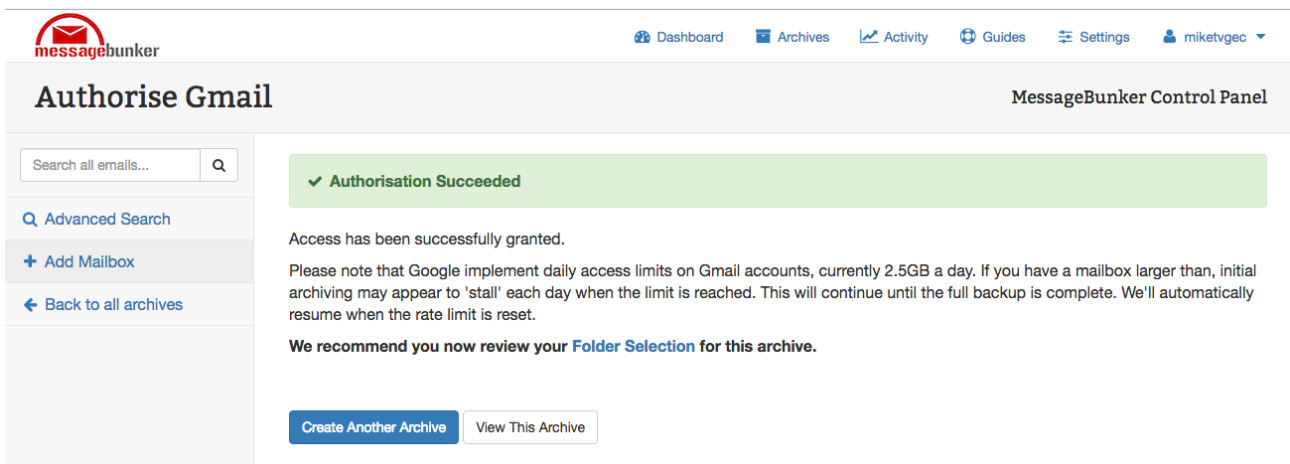 messagebunker
Dashboard
Archives
Activity
Guides
Settings
miketvgec
Authorise Gmail
MessageBunker Control Panel
Search all emails...
Advanced Search
Add Mailbox
Back to all archives
Authorisation Succeeded
Access has been successfully granted.
Please note that Google implement daily access limits on Gmail accounts, currently 2.5GB a day. If you have a mailbox larger than, initial
archiving may appear to 'stall' each day when the limit is reached. This will continue until the full backup is complete. We'll automatically
resume when the rate limit is reset.
We recommend you now review your Folder Selection for this archive.
Create Another Archive
View This Archive